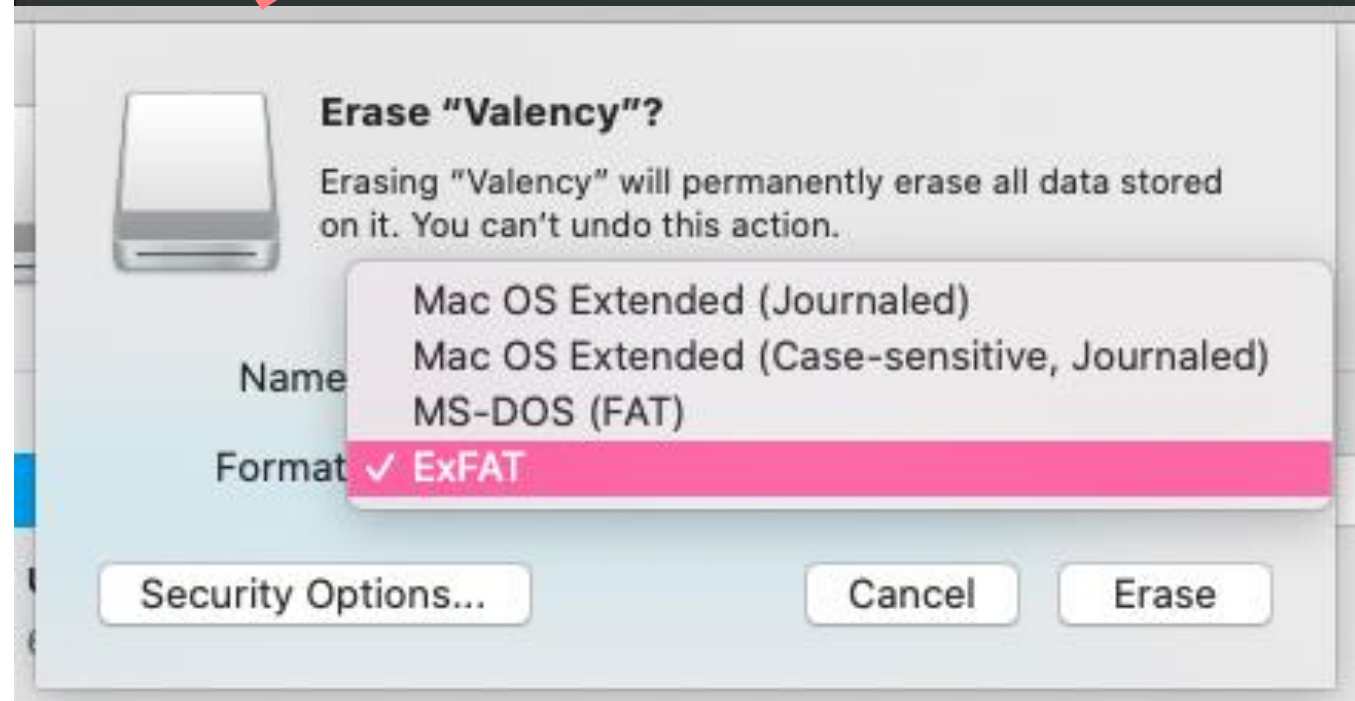 Erase “Valency”?
Erasing “Valency” will permanently erase all data stored
on it. You can’t undo this action.
Mac OS Extended (Journaled)
Mac OS Extended (Case-sensitive, Journaled)
Name
MS-DOS (FAT)
Format ✓ ExFAT
Security Options...
Cancel
Erase